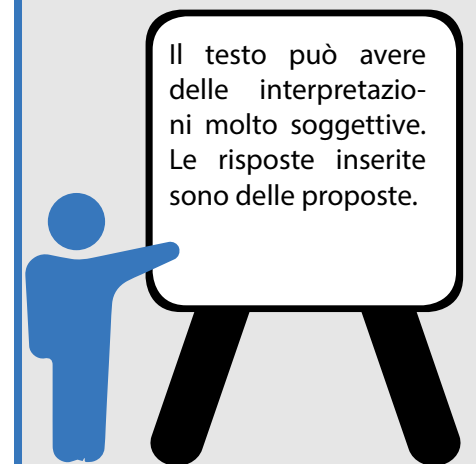 Il testo può avere
delle interpretazio-
ni molto soggettive.
Le risposte inserite
sono delle proposte.